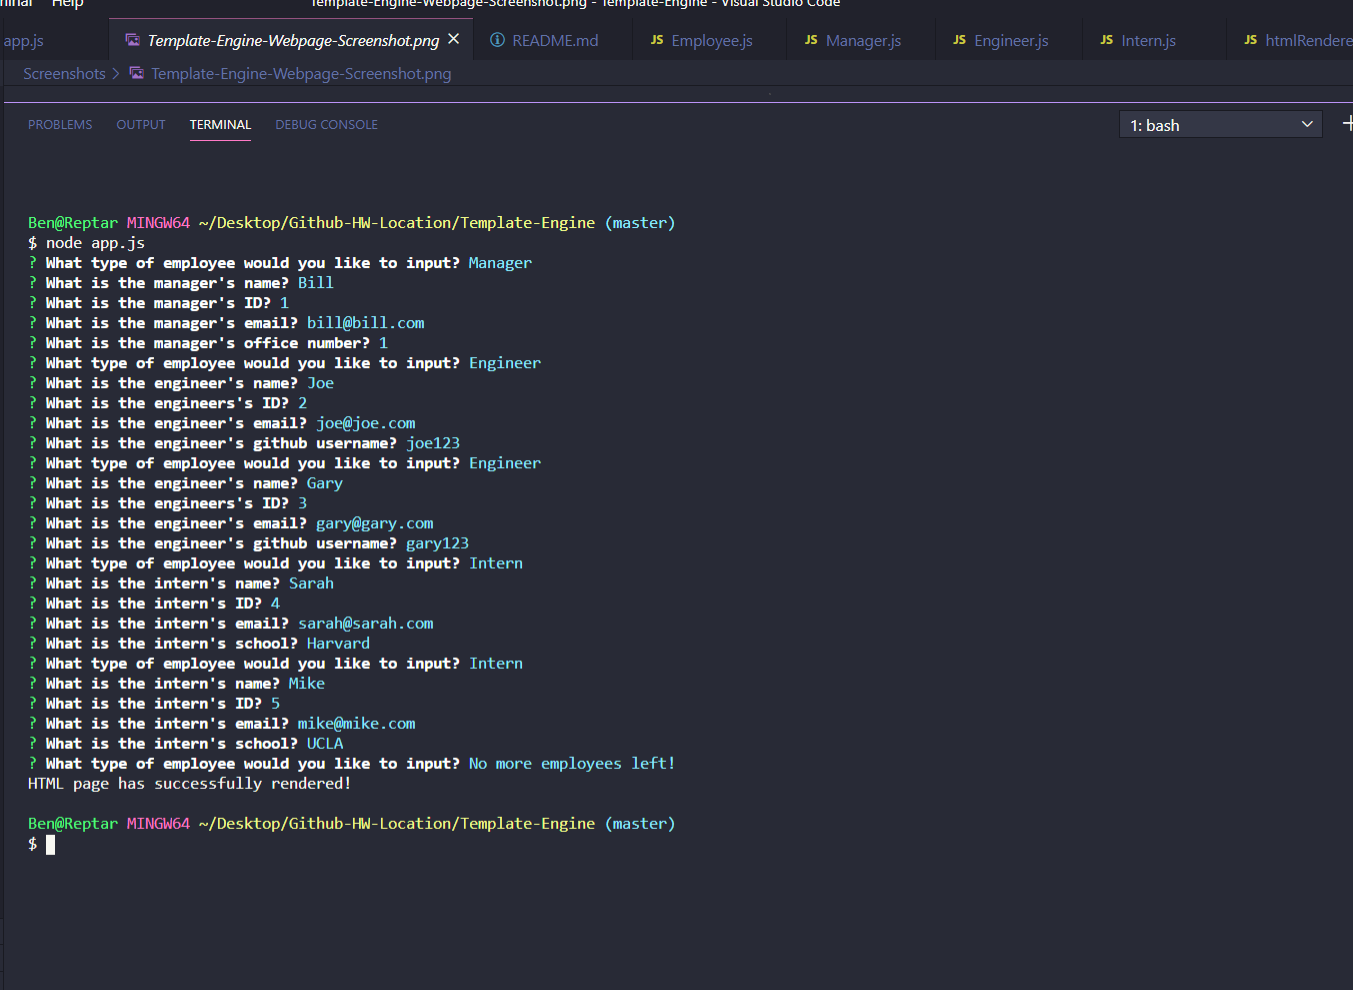 Help
Template-Engine-Webpage-Screenshot.png - Template-Engine - Visual Studio Code
app.js Template-Engine-Webpage-Screenshot.png README.md JS Employee.js JS Manager.js JS Engineer.js JS Intern.js JS htmlRendere
Screenshots > Template-Engine-Webpage-Screenshot.png
PROBLEMS OUTPUT TERMINAL DEBUG CONSOLE 1: bash
Ben@Reptar MINGW64 ~/Desktop/Github-HW-Location/Template-Engine (master)
$ node app.js
? What type of employee would you like to input? Manager
? What is the manager's name? Bill
? What is the manager's ID? 1
? What is the manager's email? bill@bill.com
? What is the manager's office number? 1
? What type of employee would you like to input? Engineer
? What is the engineer's name? Joe
? What is the engineers's ID? 2
? What is the engineer's email? joe@joe.com
? What is the engineer's github username? joe123
? What type of employee would you like to input? Engineer
? What is the engineer's name? Gary
? What is the engineers's ID? 3
? What is the engineer's email? gary@gary.com
? What is the engineer's github username? gary123
? What type of employee would you like to input? Intern
? What is the intern's name? Sarah
? What is the intern's ID? 4
? What is the intern's email? sarah@sarah.com
? What is the intern's school? Harvard
? What type of employee would you like to input? Intern
? What is the intern's name? Mike
? What is the intern's ID? 5
? What is the intern's email? mike@mike.com
? What is the intern's school? UCLA
? What type of employee would you like to input? No more employees left!
HTML page has successfully rendered!
Ben@Reptar MINGW64 ~/Desktop/Github-HW-Location/Template-Engine (master)
$